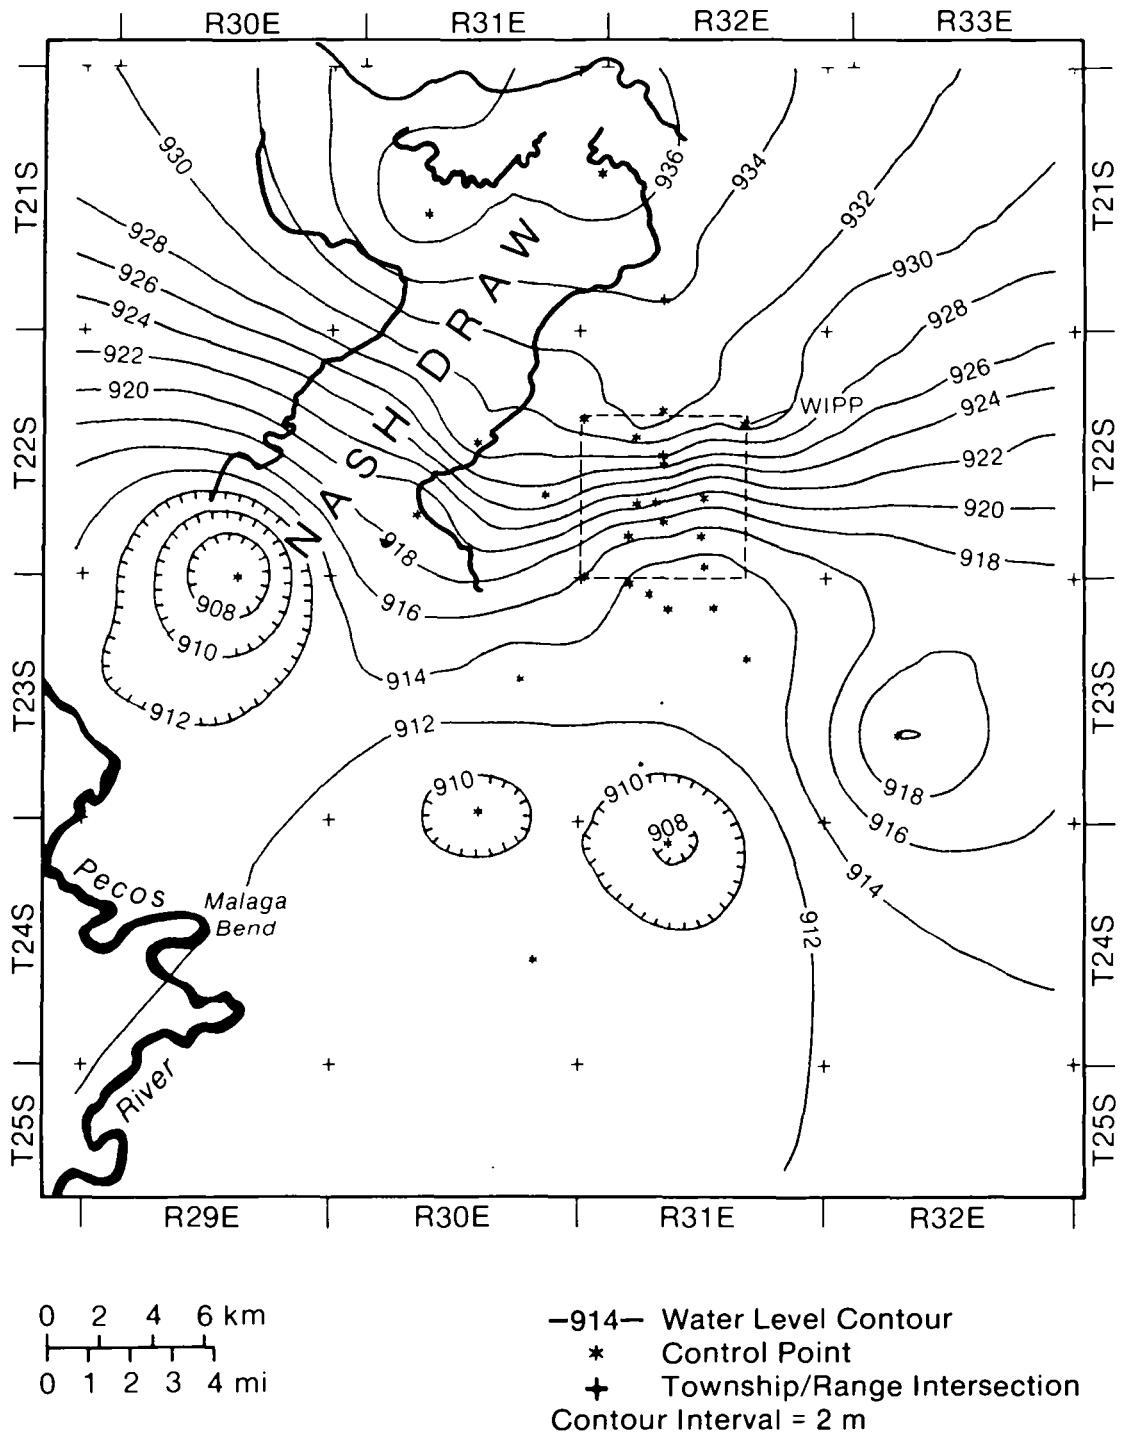 R30E R31E R32E R33E
T21S T21S
930
936
934
932
928
930
926
928
924
922
926
920
924
NASH DRAW
WIPP
T22S T22S
922
920
918
918
916
908
910
914
912
T23S T23S
912
910
910
908
918
916
914
Pecos
Malaga
Bend
912
T24S T24S
River
T25S T25S
R29E R30E R31E R32E
0 2 4 6 km
0 1 2 3 4 mi
–914– Water Level Contour
* Control Point
+ Township/Range Intersection
Contour Interval = 2 m